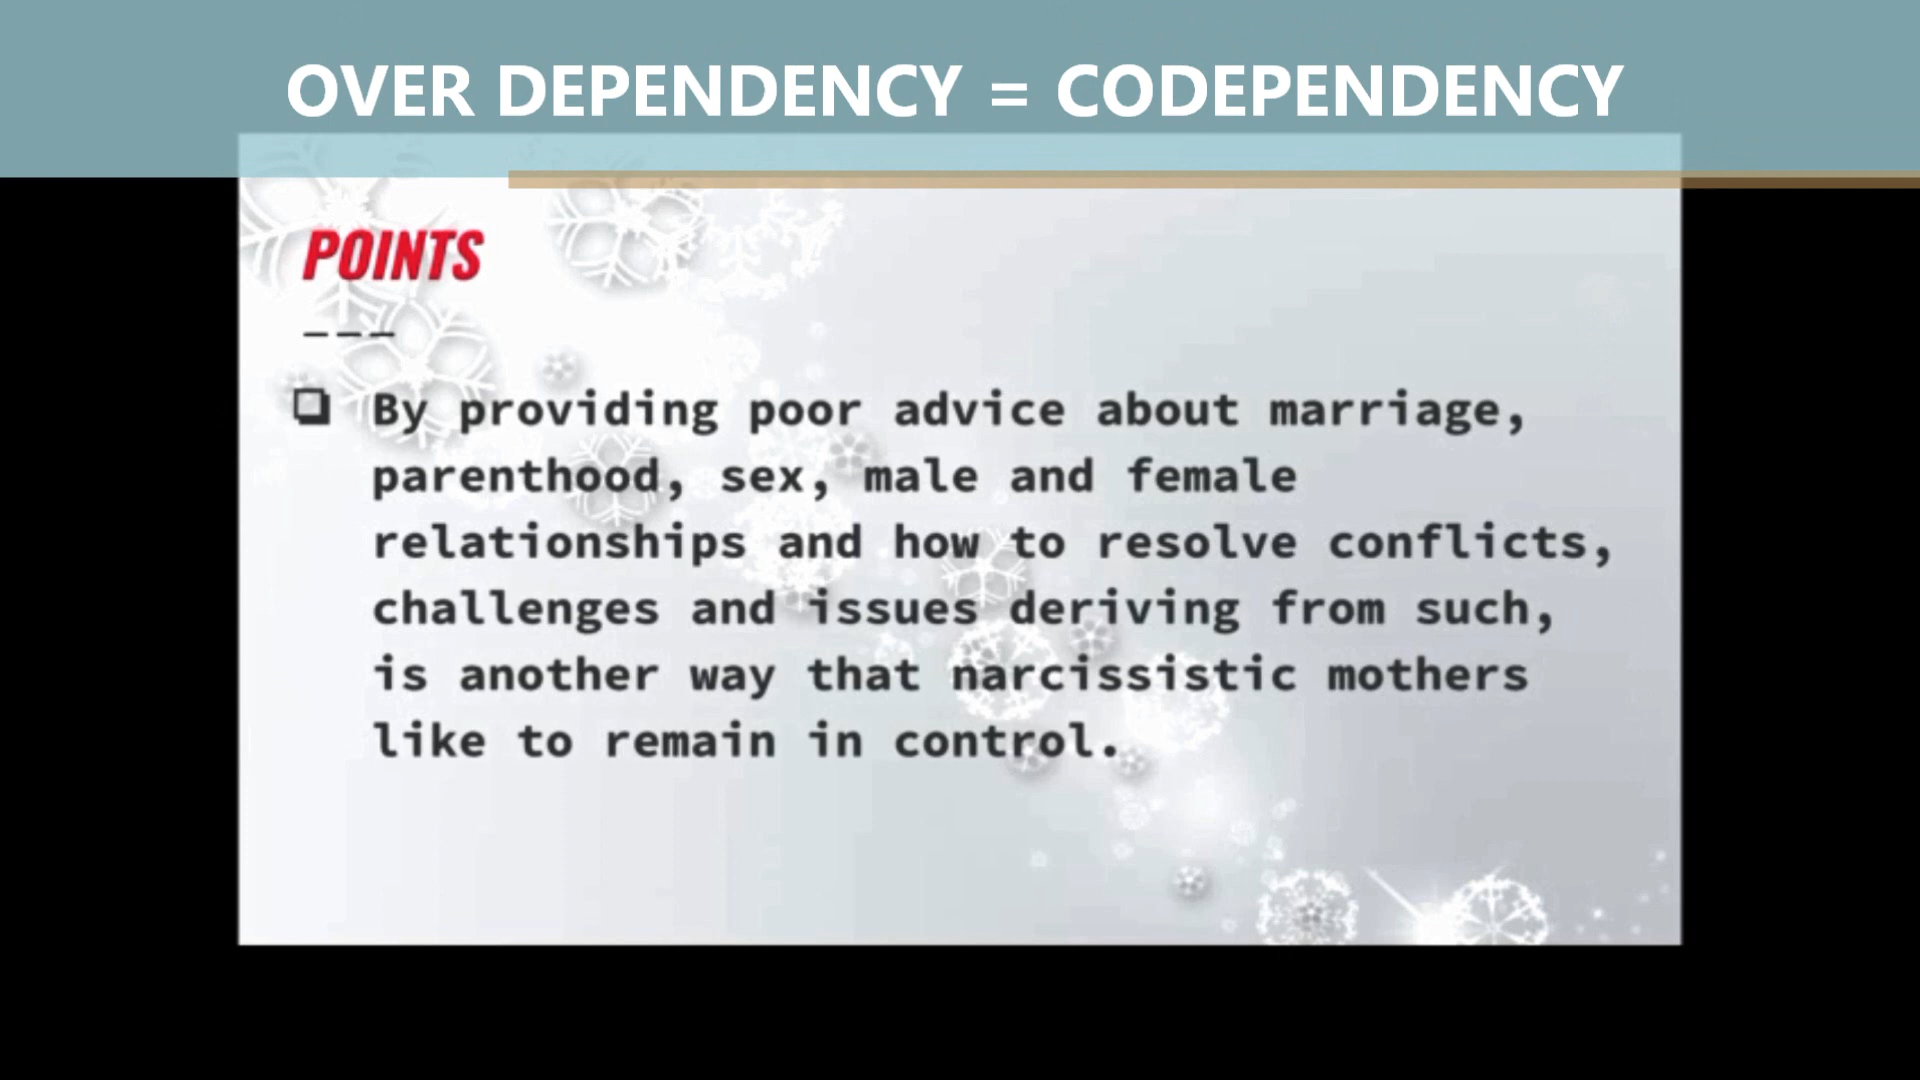 OVER DEPENDENCY = CODEPENDENCY
POINTS
---
❑ By providing poor advice about marriage,
parenthood, sex, male and female
relationships and how to resolve conflicts,
challenges and issues deriving from such,
is another way that narcissistic mothers
like to remain in control.